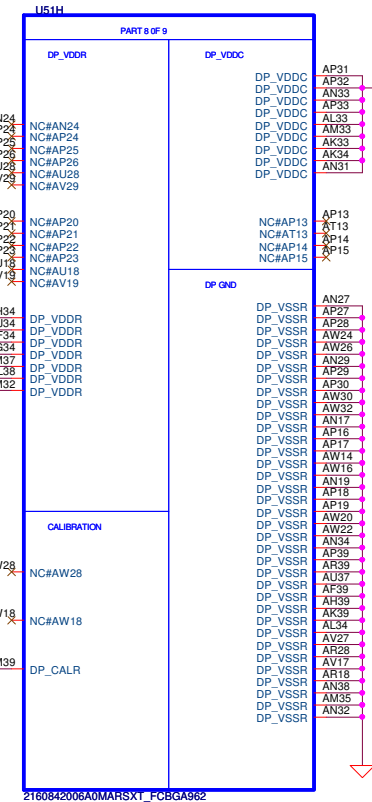 U51H
PART 8 0F 9
DP_VDDR
NC#AN24
NC#AP24
NC#AP25
NC#AP26
NC#AU28
NC#AV29
NC#AP20
NC#AP21
NC#AP22
NC#AP23
NC#AU18
NC#AV19
DP_VDDR
DP_VDDR
DP_VDDR
DP_VDDR
DP_VDDR
DP_VDDR
DP_VDDR
CALIBRATION
NC#AW28
NC#AW18
DP_CALR
DP_VDDC
DP_VDDC AP31
DP_VDDC AP32
DP_VDDC AN33
DP_VDDC AP33
DP_VDDC AL33
DP_VDDC AM33
DP_VDDC AK33
DP_VDDC AK34
DP_VDDC AN31
NC#AP13 AP13
NC#AT13 AT13
NC#AP14 AP14
NC#AP15 AP15
DP GND
DP_VSSR AN27
DP_VSSR AP27
DP_VSSR AP28
DP_VSSR AW24
DP_VSSR AW26
DP_VSSR AN29
DP_VSSR AP29
DP_VSSR AP30
DP_VSSR AW30
DP_VSSR AW32
DP_VSSR AN17
DP_VSSR AP16
DP_VSSR AP17
DP_VSSR AW14
DP_VSSR AW16
DP_VSSR AN19
DP_VSSR AP18
DP_VSSR AP19
DP_VSSR AW20
DP_VSSR AW22
DP_VSSR AN34
DP_VSSR AP39
DP_VSSR AR39
DP_VSSR AU37
DP_VSSR AF39
DP_VSSR AH39
DP_VSSR AK39
DP_VSSR AL34
DP_VSSR AV27
DP_VSSR AR28
DP_VSSR AV17
DP_VSSR AR18
DP_VSSR AN38
DP_VSSR AM35
DP_VSSR AN32
2160842006A0MARSXT_FCBGA962